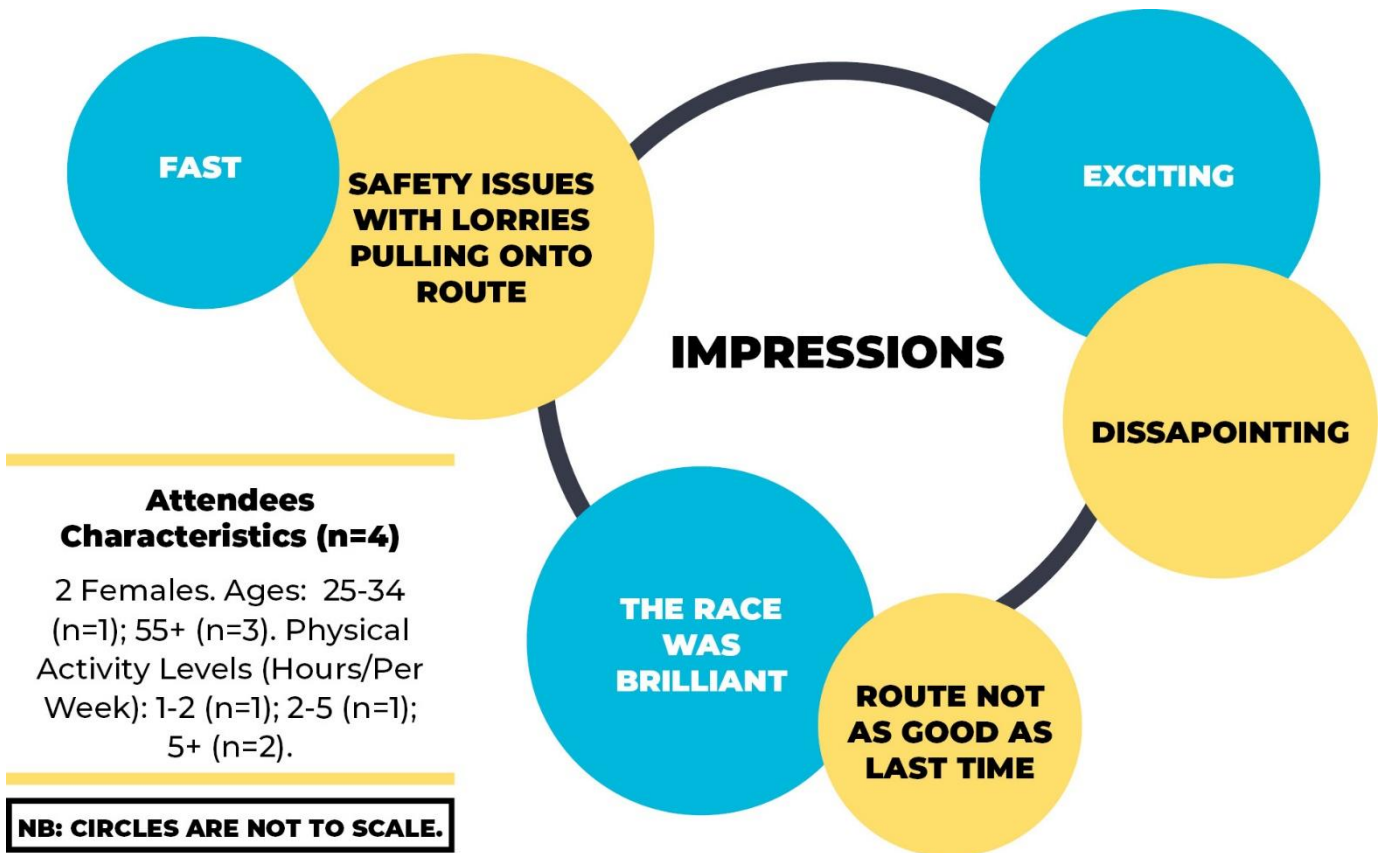 FAST
SAFETY ISSUES
WITH LORRIES
PULLING ONTO
ROUTE
EXCITING
IMPRESSIONS
DISSAPOINTING
THE RACE
WAS
BRILLIANT
ROUTE NOT
AS GOOD AS
LAST TIME
Attendees
Characteristics (n=4)
2 Females. Ages: 25-34
(n=1); 55+ (n=3). Physical
Activity Levels (Hours/Per
Week): 1-2 (n=1); 2-5 (n=1);
5+ (n=2).
NB: CIRCLES ARE NOT TO SCALE.